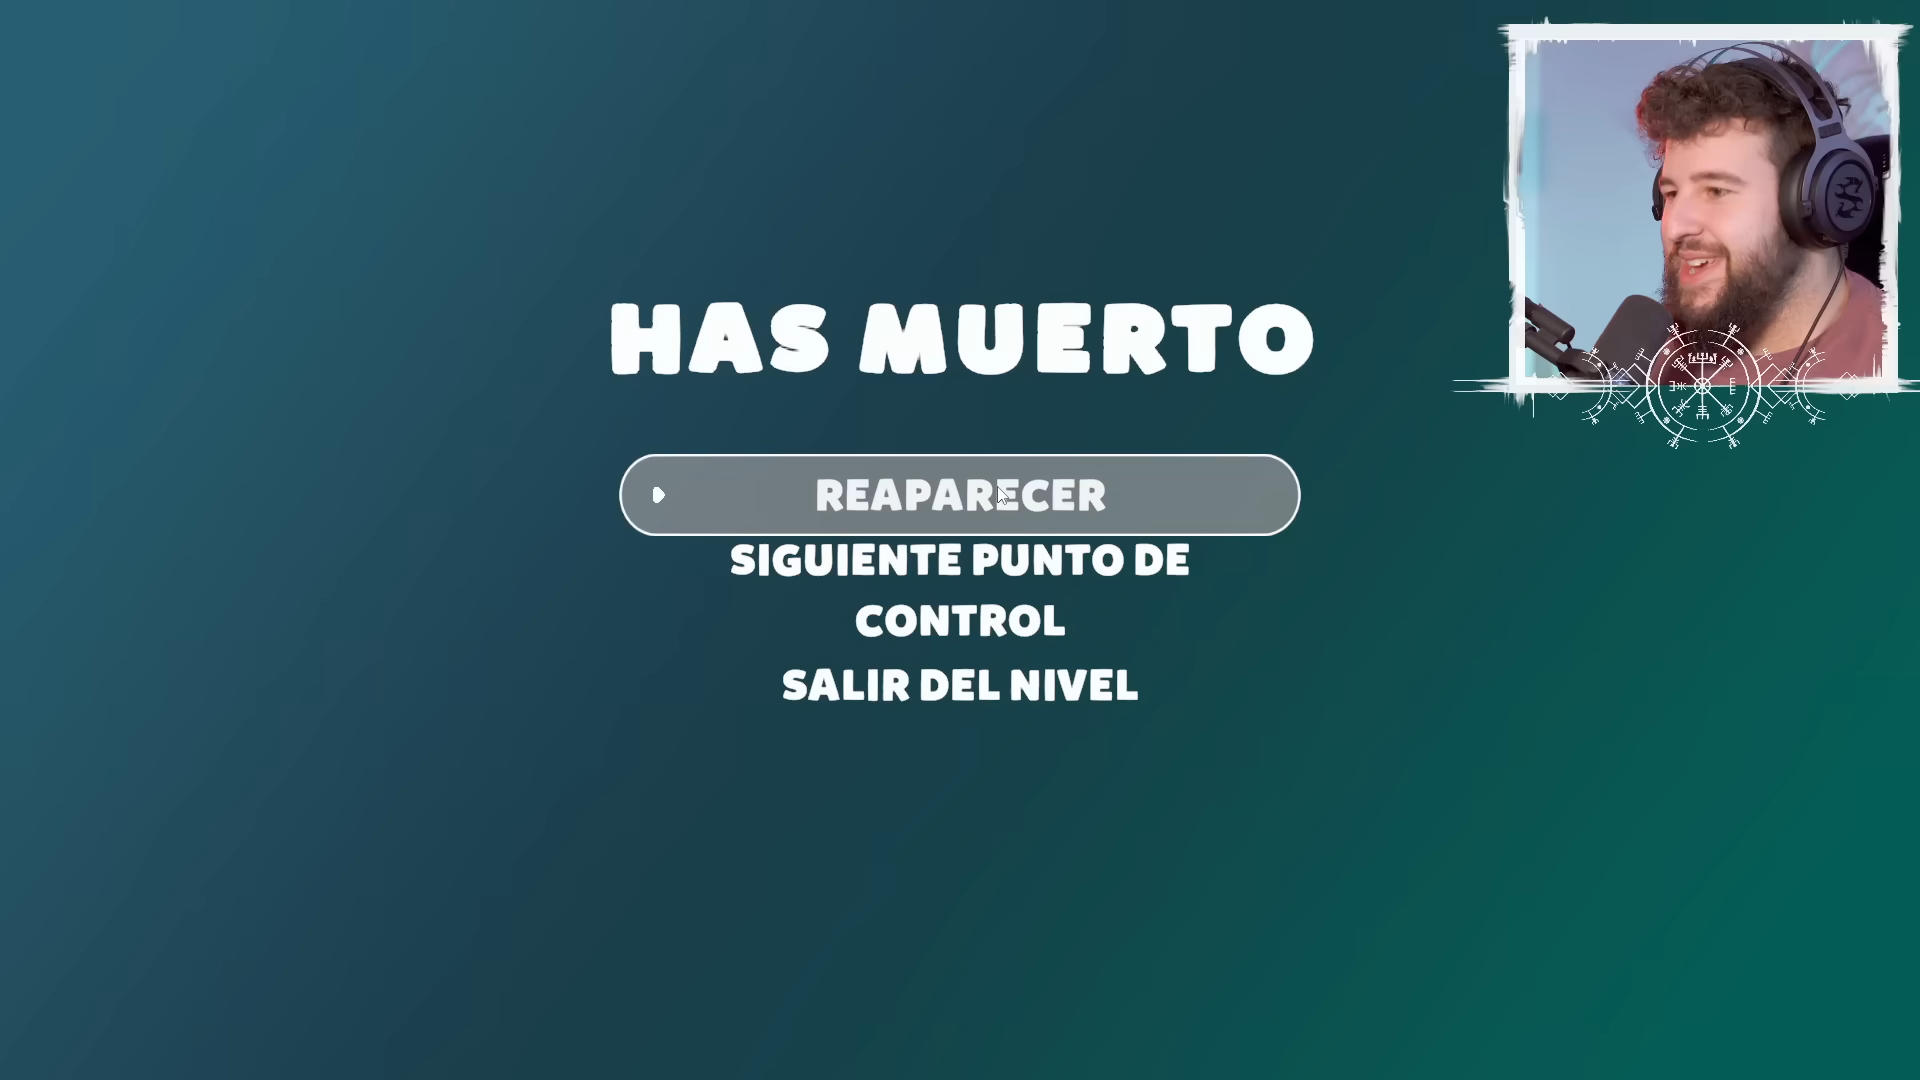 HAS MUERTO
REAPARECER
SIGUIENTE PUNTO DE
CONTROL
SALIR DEL NIVEL